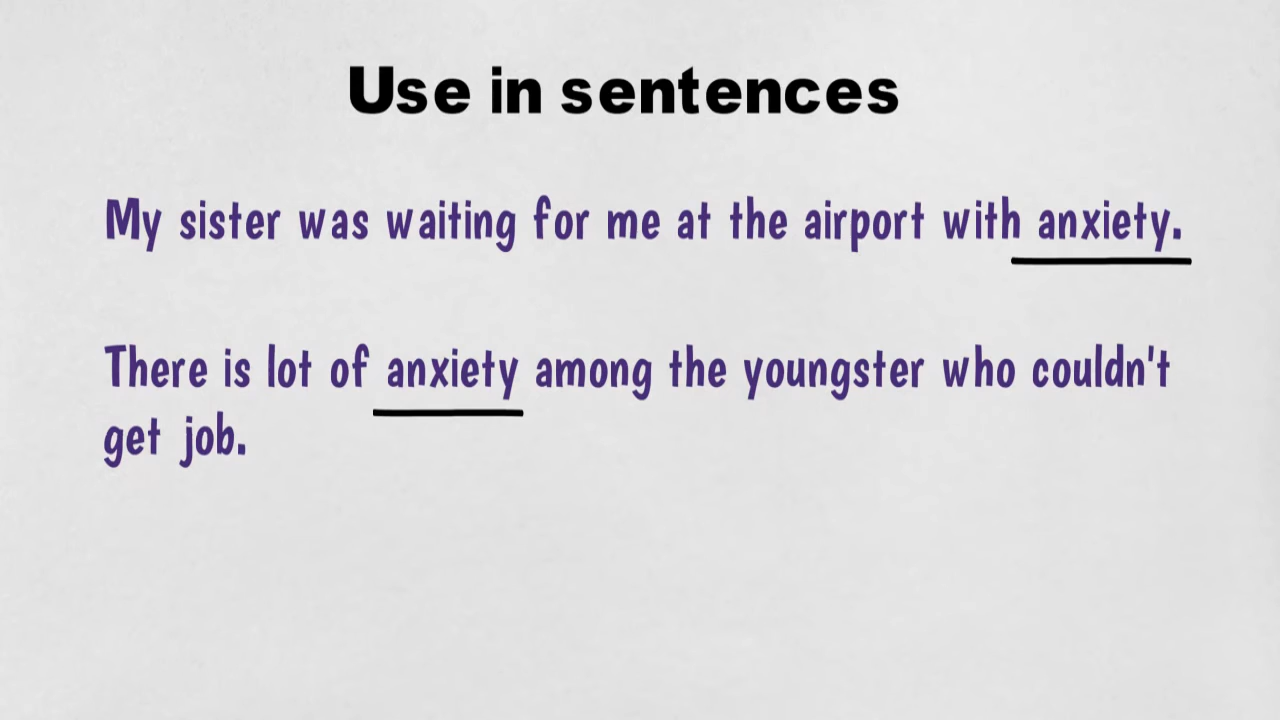 Use in sentences
My sister was waiting for me at the airport with anxiety.
There is lot of anxiety among the youngster who couldn't
get job.